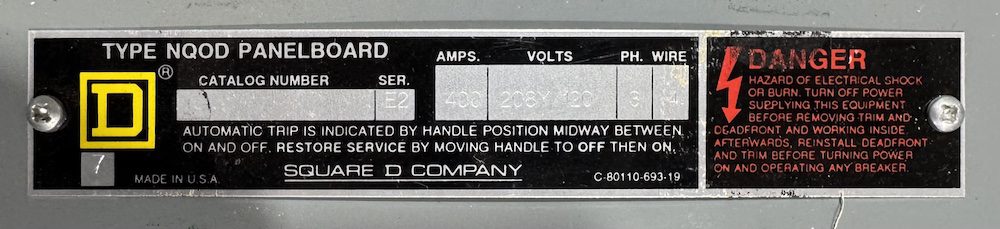 TYPE NQOD PANELBOARD
CATALOG NUMBER SER.
E2
AMPS. VOLTS PH. WIRE
400 208Y/120 3 4
D ®
AUTOMATIC TRIP IS INDICATED BY HANDLE POSITION MIDWAY BETWEEN
ON AND OFF. RESTORE SERVICE BY MOVING HANDLE TO OFF THEN ON.
7
MADE IN U.S.A.
SQUARE D COMPANY
C-80110-693-19
DANGER
HAZARD OF ELECTRICAL SHOCK
OR BURN. TURN OFF POWER
SUPPLYING THIS EQUIPMENT
BEFORE REMOVING TRIM AND
DEADFRONT AND WORKING INSIDE.
AFTERWARDS, REINSTALL DEADFRONT
AND TRIM BEFORE TURNING POWER
ON AND OPERATING ANY BREAKER.